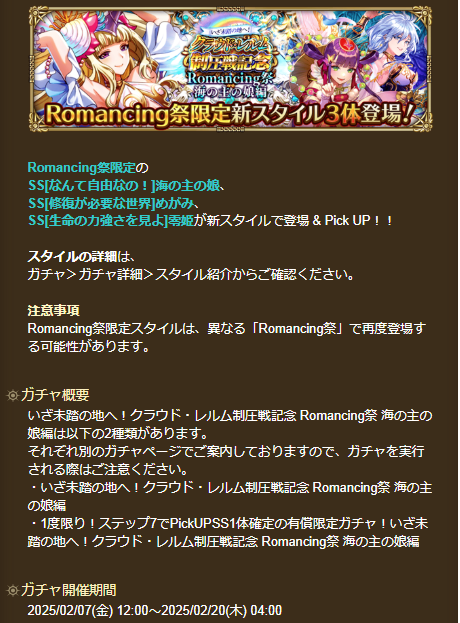 いざ未踏の地へ！
クラウド・レルム
制圧戦記念
Romancing祭
海の主の娘編
Romancing祭限定新スタイル3体登場！
Romancing祭限定の
SS[なんて自由なの！]海の主の娘、
SS[修復が必要な世界]めがみ、
SS[生命の力強さを見よ]零姫が新スタイルで登場 & Pick UP！！
スタイルの詳細は、
ガチャ＞ガチャ詳細＞スタイル紹介からご確認ください。
注意事項
Romancing祭限定スタイルは、異なる「Romancing祭」で再度登場す
る可能性があります。
ガチャ概要
いざ未踏の地へ！クラウド・レルム制圧戦記念 Romancing祭 海の主の
娘編は以下の2種類があります。
それぞれ別のガチャページでご案内しておりますので、ガチャを実行
される際はご注意ください。
・いざ未踏の地へ！クラウド・レルム制圧戦記念 Romancing祭 海の主
の娘編
・1度限り！ステップ7でPickUPSS1体確定の有償限定ガチャ！いざ未
踏の地へ！クラウド・レルム制圧戦記念 Romancing祭 海の主の娘編
ガチャ開催期間
2025/02/07(金) 12:00～2025/02/20(木) 04:00